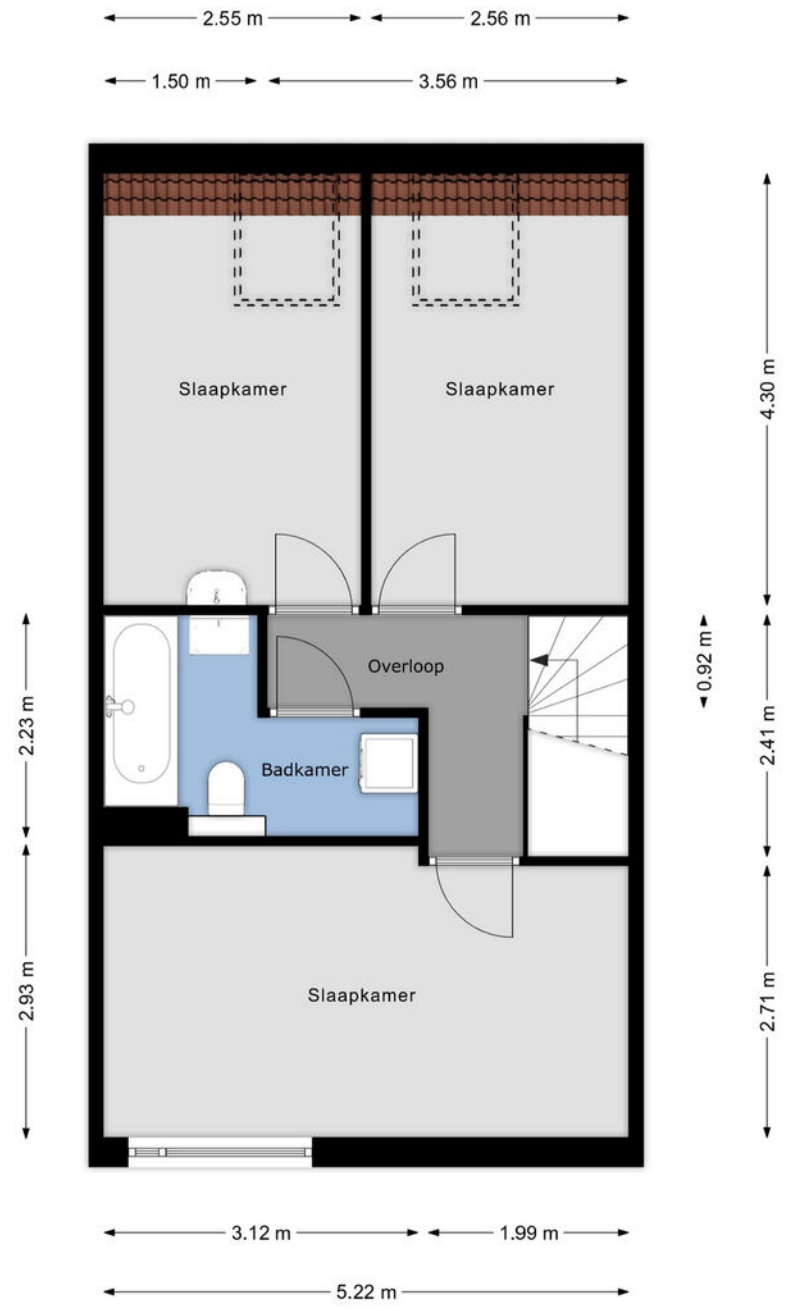 2.55 m
2.56 m
1.50 m
3.56 m
Slaapkamer
Slaapkamer
4.30 m
Overloop
0.92 m
2.23 m
2.41 m
Badkamer
Slaapkamer
2.93 m
2.71 m
3.12 m
1.99 m
5.22 m